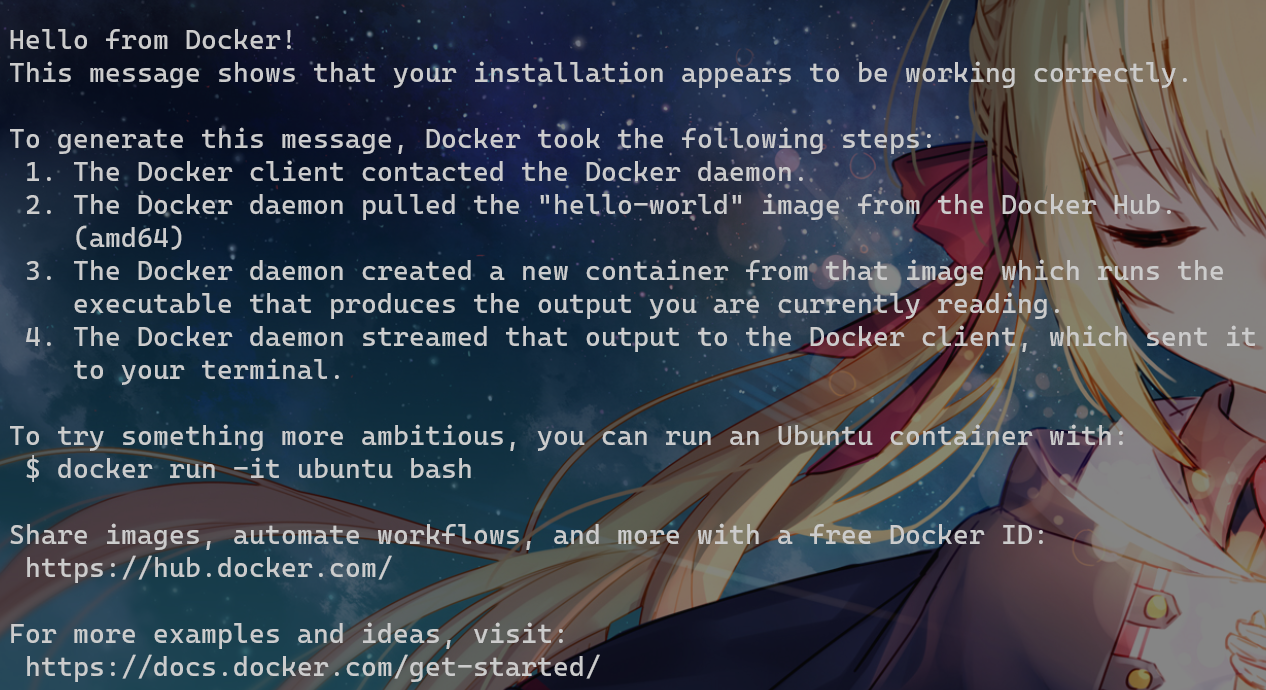 Hello from Docker!
This message shows that your installation appears to be working correctly.
To generate this message, Docker took the following steps:
1. The Docker client contacted the Docker daemon.
2. The Docker daemon pulled the "hello-world" image from the Docker Hub.
(amd64)
3. The Docker daemon created a new container from that image which runs the
executable that produces the output you are currently reading.
4. The Docker daemon streamed that output to the Docker client, which sent it
to your terminal.
To try something more ambitious, you can run an Ubuntu container with:
$ docker run -it ubuntu bash
Share images, automate workflows, and more with a free Docker ID:
https://hub.docker.com/
For more examples and ideas, visit:
https://docs.docker.com/get-started/